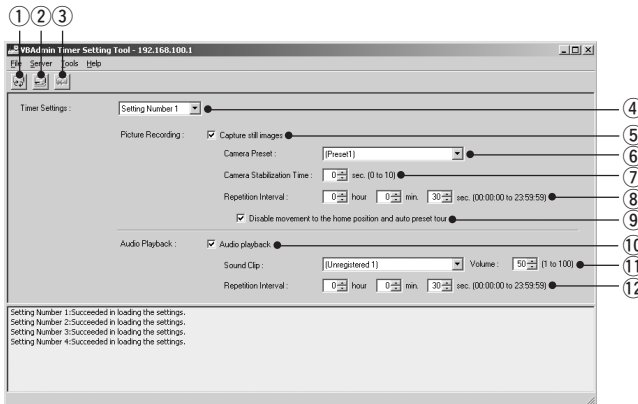 ① ② ③
VBAdmin Timer Setting Tool - 192.168.100.1
File Server Tools Help
Timer Settings : Setting Number 1 ④
Picture Recording : Capture still images ⑤
Camera Preset : (Preset1) ⑥
Camera Stabilization Time : 0 sec. (0 to 10) ⑦
Repetition Interval : 0 hour 0 min. 30 sec. (00:00:00 to 23:59:59) ⑧
Disable movement to the home position and auto preset tour ⑨
Audio Playback : Audio playback ⑩
Sound Clip : (Unregistered 1) Volume : 50 (1 to 100) ⑪
Repetition Interval : 0 hour 0 min. 30 sec. (00:00:00 to 23:59:59) ⑫
Setting Number 1:Succeeded in loading the settings.
Setting Number 2:Succeeded in loading the settings.
Setting Number 3:Succeeded in loading the settings.
Setting Number 4:Succeeded in loading the settings.